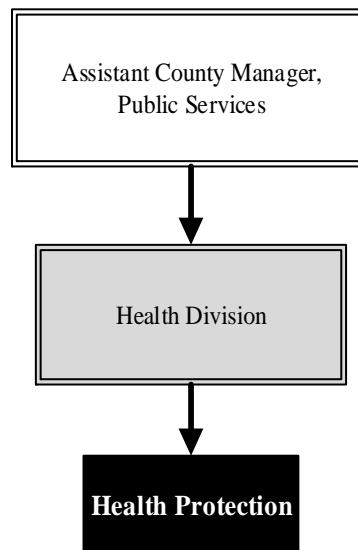 Assistant County Manager,
Public Services
Health Division
Health Protection